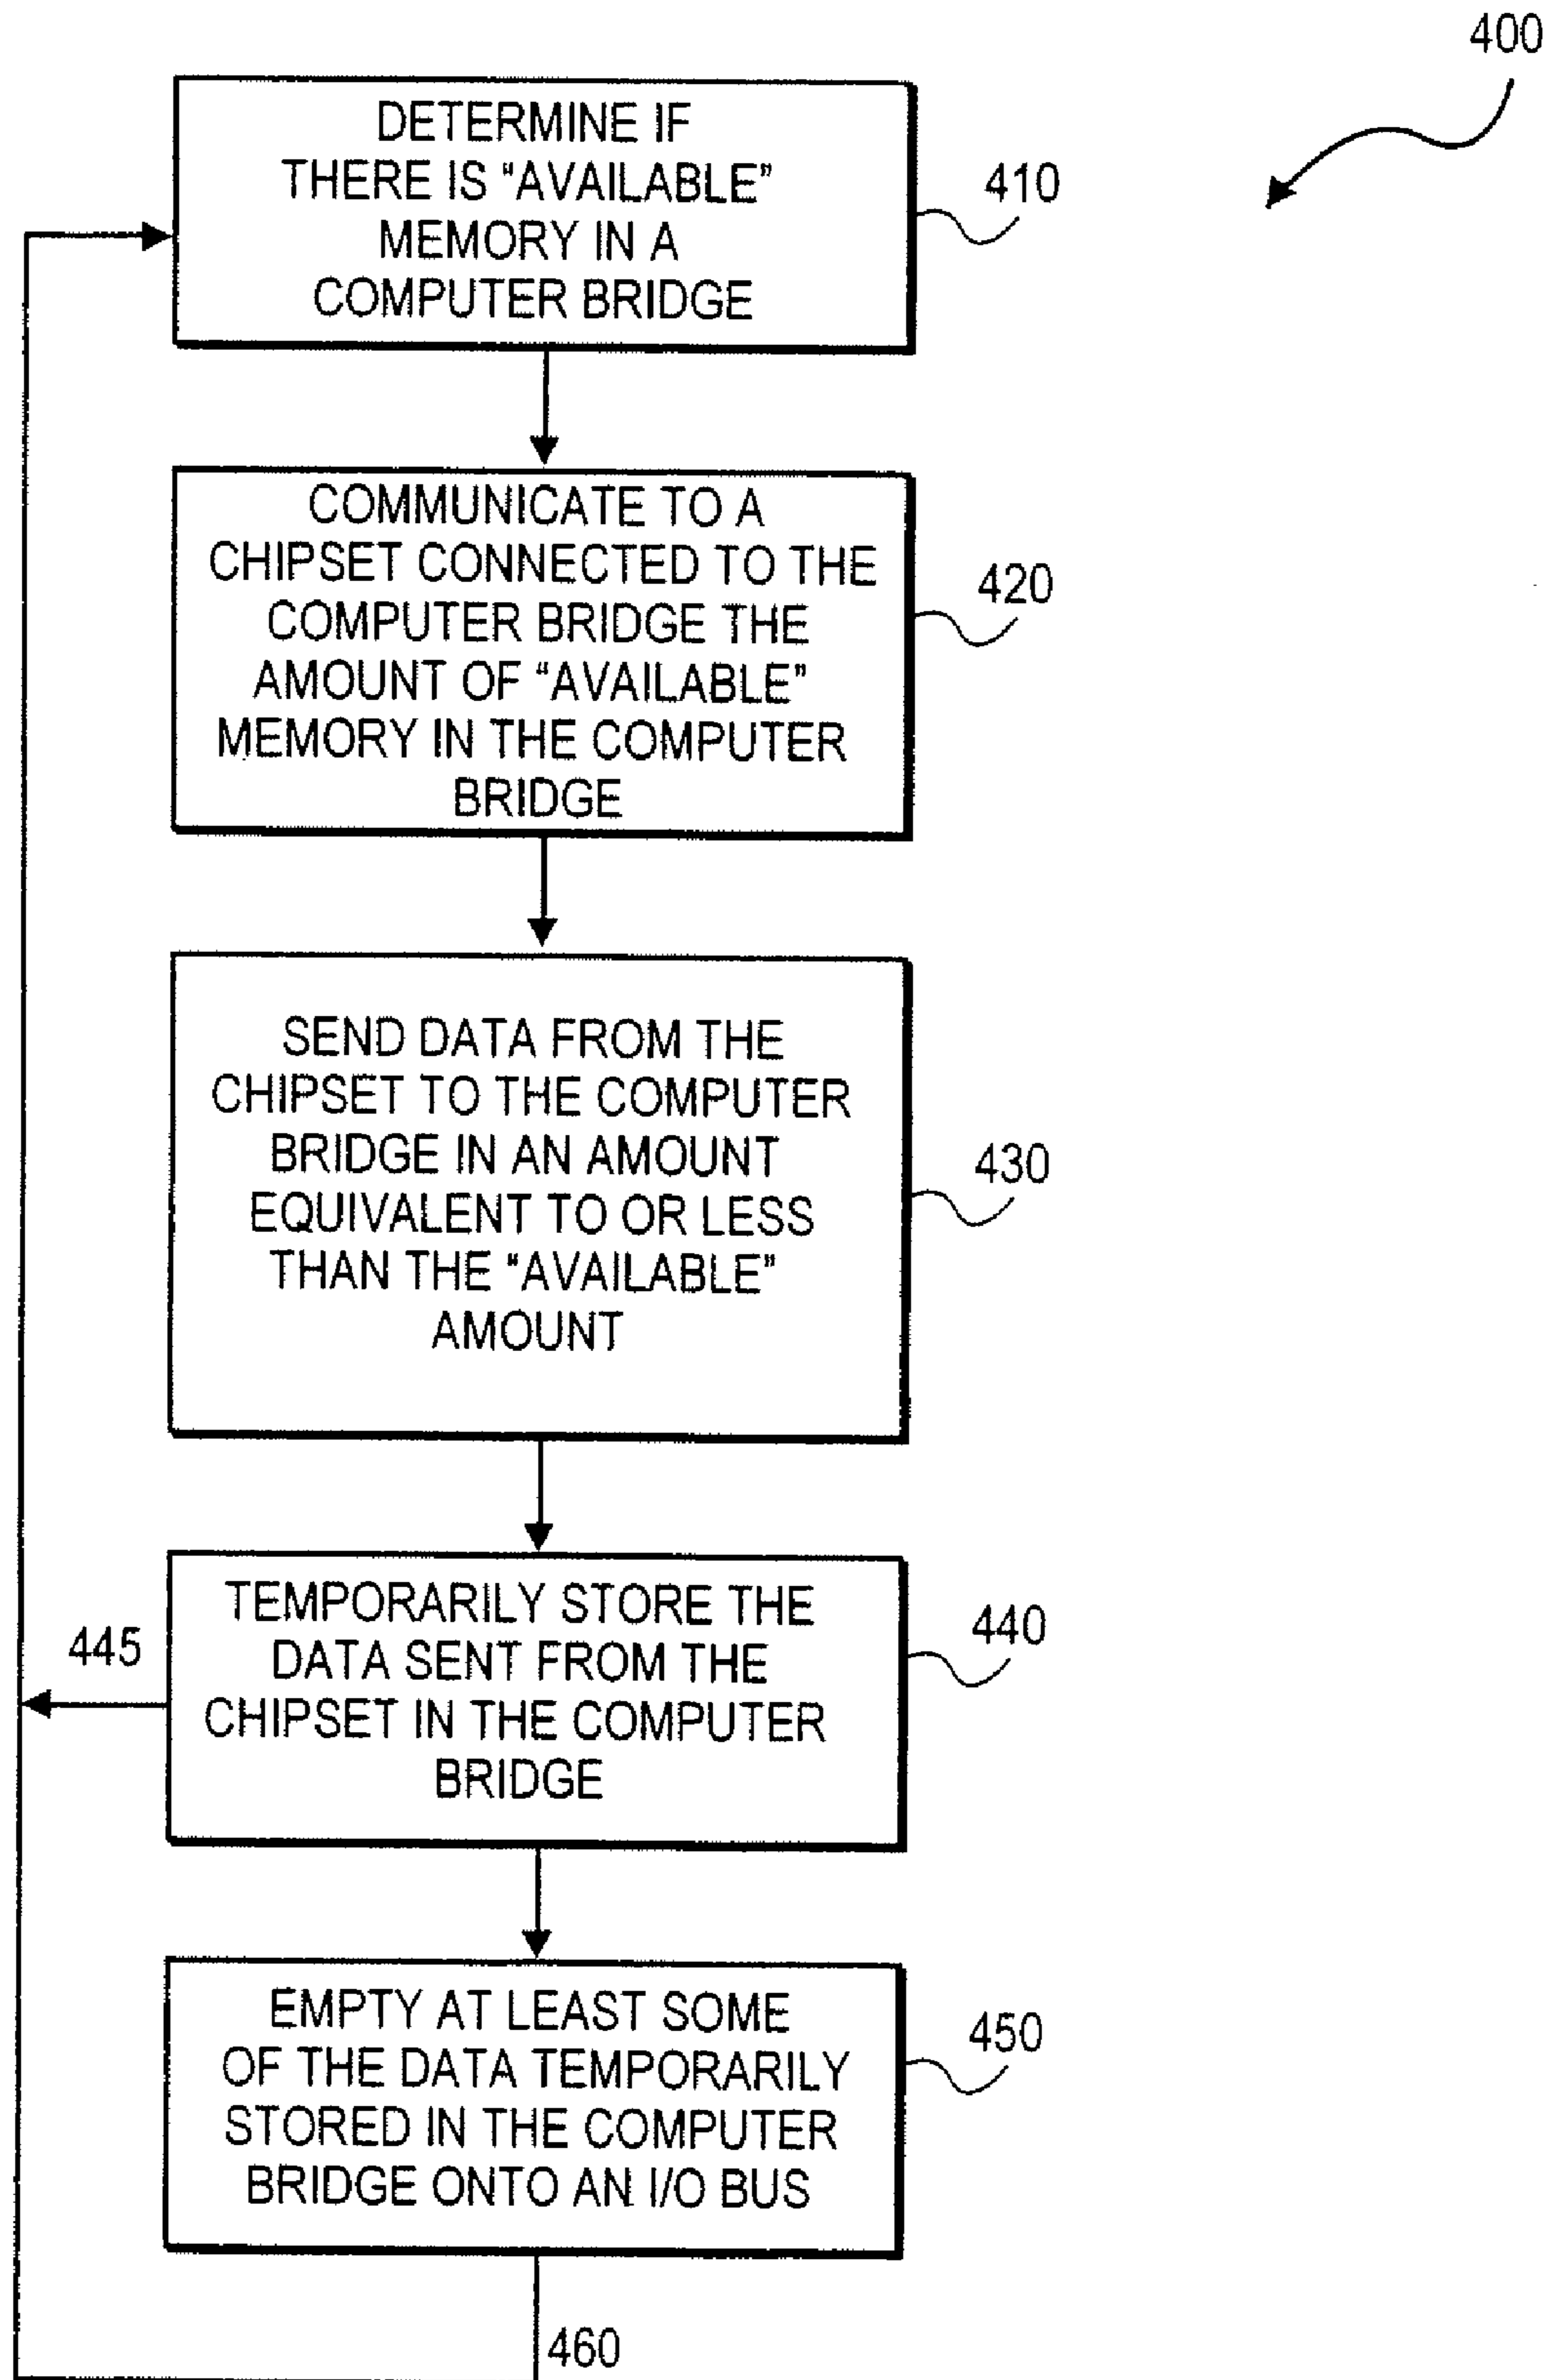 400
DETERMINE IF
THERE IS “AVAILABLE”
MEMORY IN A
COMPUTER BRIDGE
410
COMMUNICATE TO A
CHIPSET CONNECTED TO THE
COMPUTER BRIDGE THE
AMOUNT OF “AVAILABLE”
MEMORY IN THE COMPUTER
BRIDGE
420
SEND DATA FROM THE
CHIPSET TO THE COMPUTER
BRIDGE IN AN AMOUNT
EQUIVALENT TO OR LESS
THAN THE “AVAILABLE”
AMOUNT
430
TEMPORARILY STORE THE
DATA SENT FROM THE
CHIPSET IN THE COMPUTER
BRIDGE
440
445
EMPTY AT LEAST SOME
OF THE DATA TEMPORARILY
STORED IN THE COMPUTER
BRIDGE ONTO AN I/O BUS
450
460